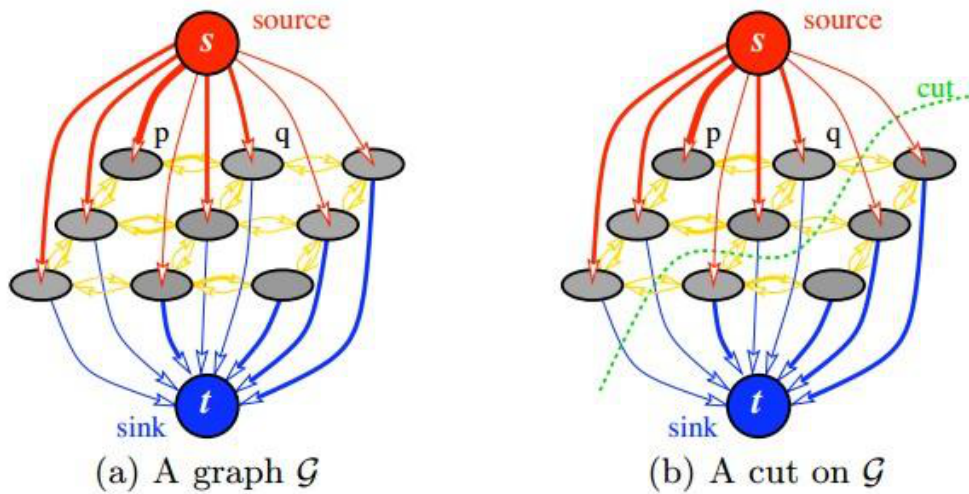 s source
p q
t
sink
(a) A graph G
s source
cut
p q
t
sink
(b) A cut on G